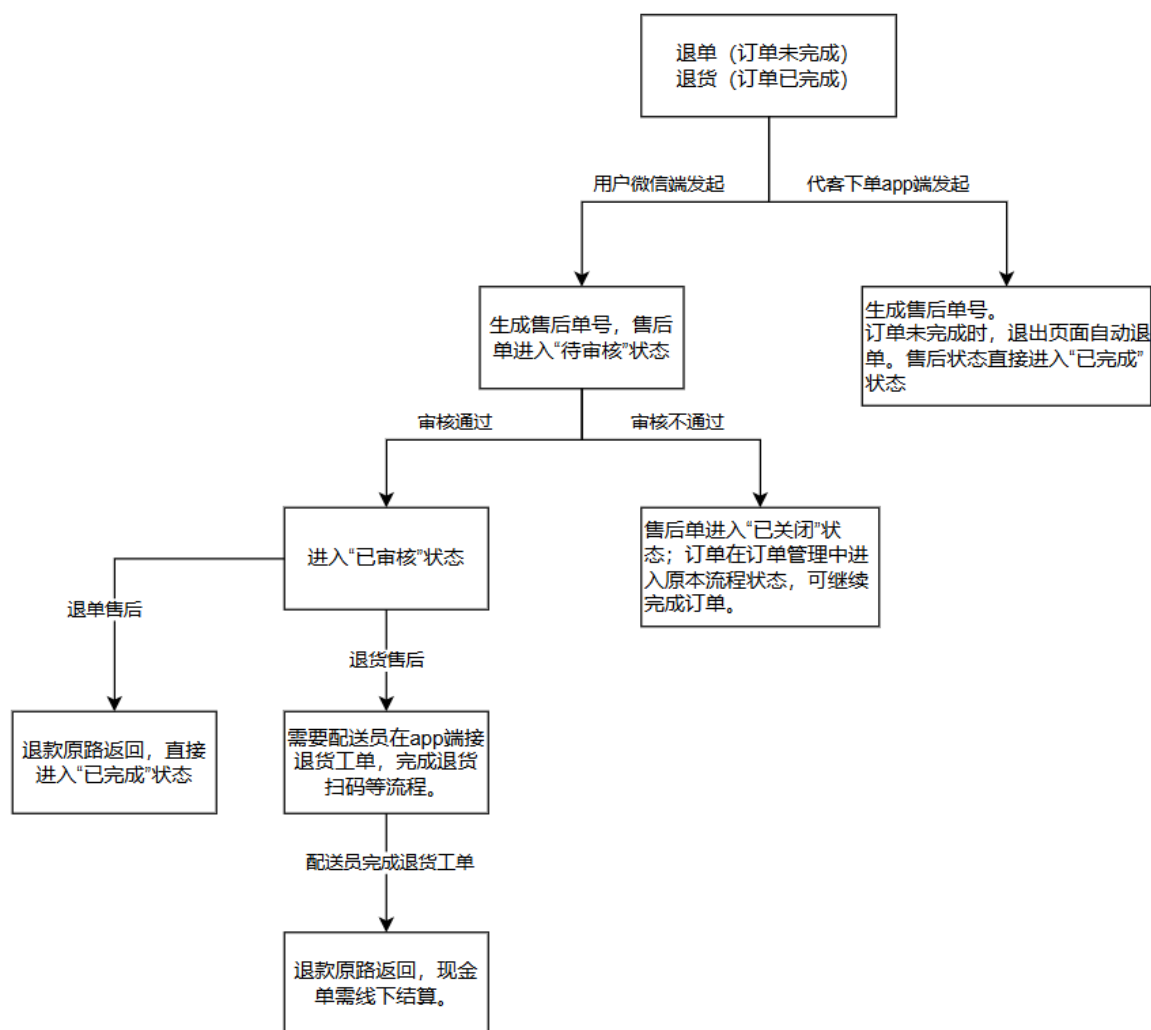 退单（订单未完成）
退货（订单已完成）
用户微信端发起
代客下单app端发起
生成售后单号，售后
单进入“待审核”状态
生成售后单号。
订单未完成时，退出页面自动退
单。售后状态直接进入“已完成”
状态
审核通过
审核不通过
进入“已审核”状态
售后单进入“已关闭”状
态；订单在订单管理中进
入原本流程状态，可继续
完成订单。
退单售后
退货售后
退款原路返回，直接
进入“已完成”状态
需要配送员在app端接
退货工单，完成退货
扫码等流程。
配送员完成退货工单
退款原路返回，现金
单需线下结算。